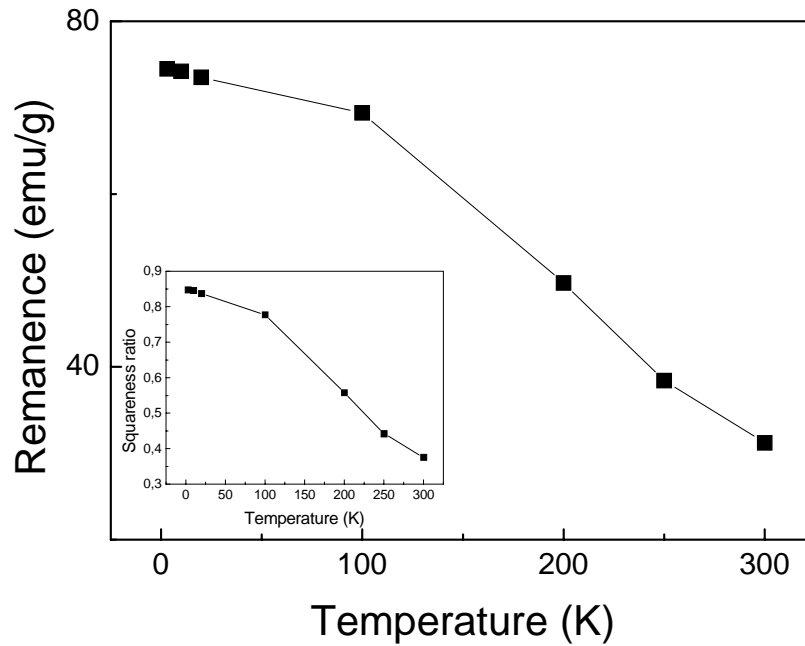 80
40
Remanence (emu/g)
0 100 200 300
Temperature (K)
0,9
0,8
0,7
0,6
0,5
0,4
0,3
Squareness ratio
0 50 100 150 200 250 300
Temperature (K)